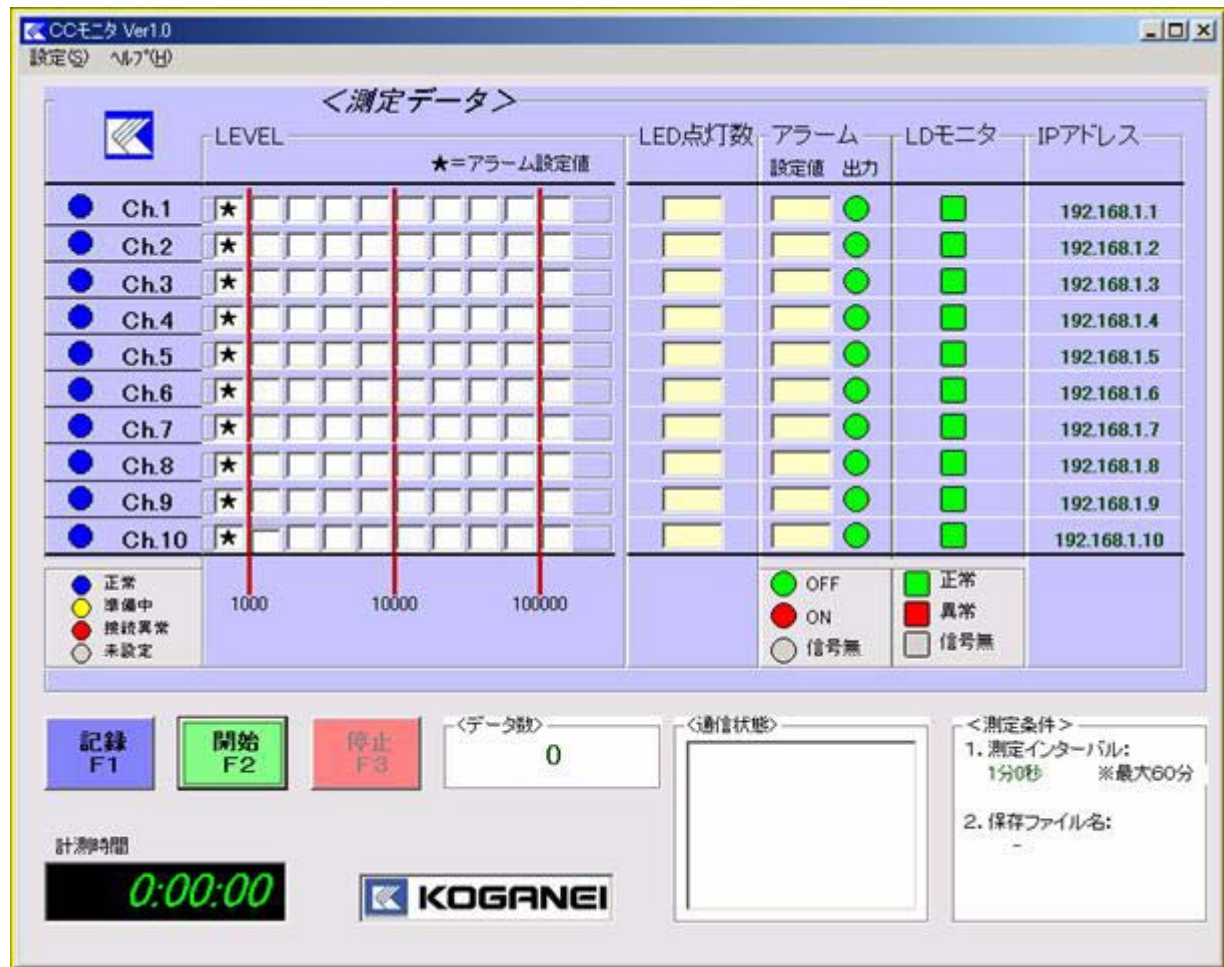 CCモニタ Ver1.0
設定(S) ﾍﾙﾌﾟ(H)
＜測定データ＞
LEVEL LED点灯数 アラーム LDモニタ IPアドレス
★=アラーム設定値 設定値 出力
Ch.1 ★ 192.168.1.1
Ch.2 ★ 192.168.1.2
Ch.3 ★ 192.168.1.3
Ch.4 ★ 192.168.1.4
Ch.5 ★ 192.168.1.5
Ch.6 ★ 192.168.1.6
Ch.7 ★ 192.168.1.7
Ch.8 ★ 192.168.1.8
Ch.9 ★ 192.168.1.9
Ch.10 ★ 192.168.1.10
正常
準備中
接続異常
未設定
1000 10000 100000
OFF
ON
信号無
正常
異常
信号無
記録
F1
開始
F2
停止
F3
<データ数>
0
<通信状態>
＜測定条件＞
1. 測定インターバル:
1分0秒 ※最大60分
2. 保存ファイル名:
-
計測時間
0:00:00
KOGANEI